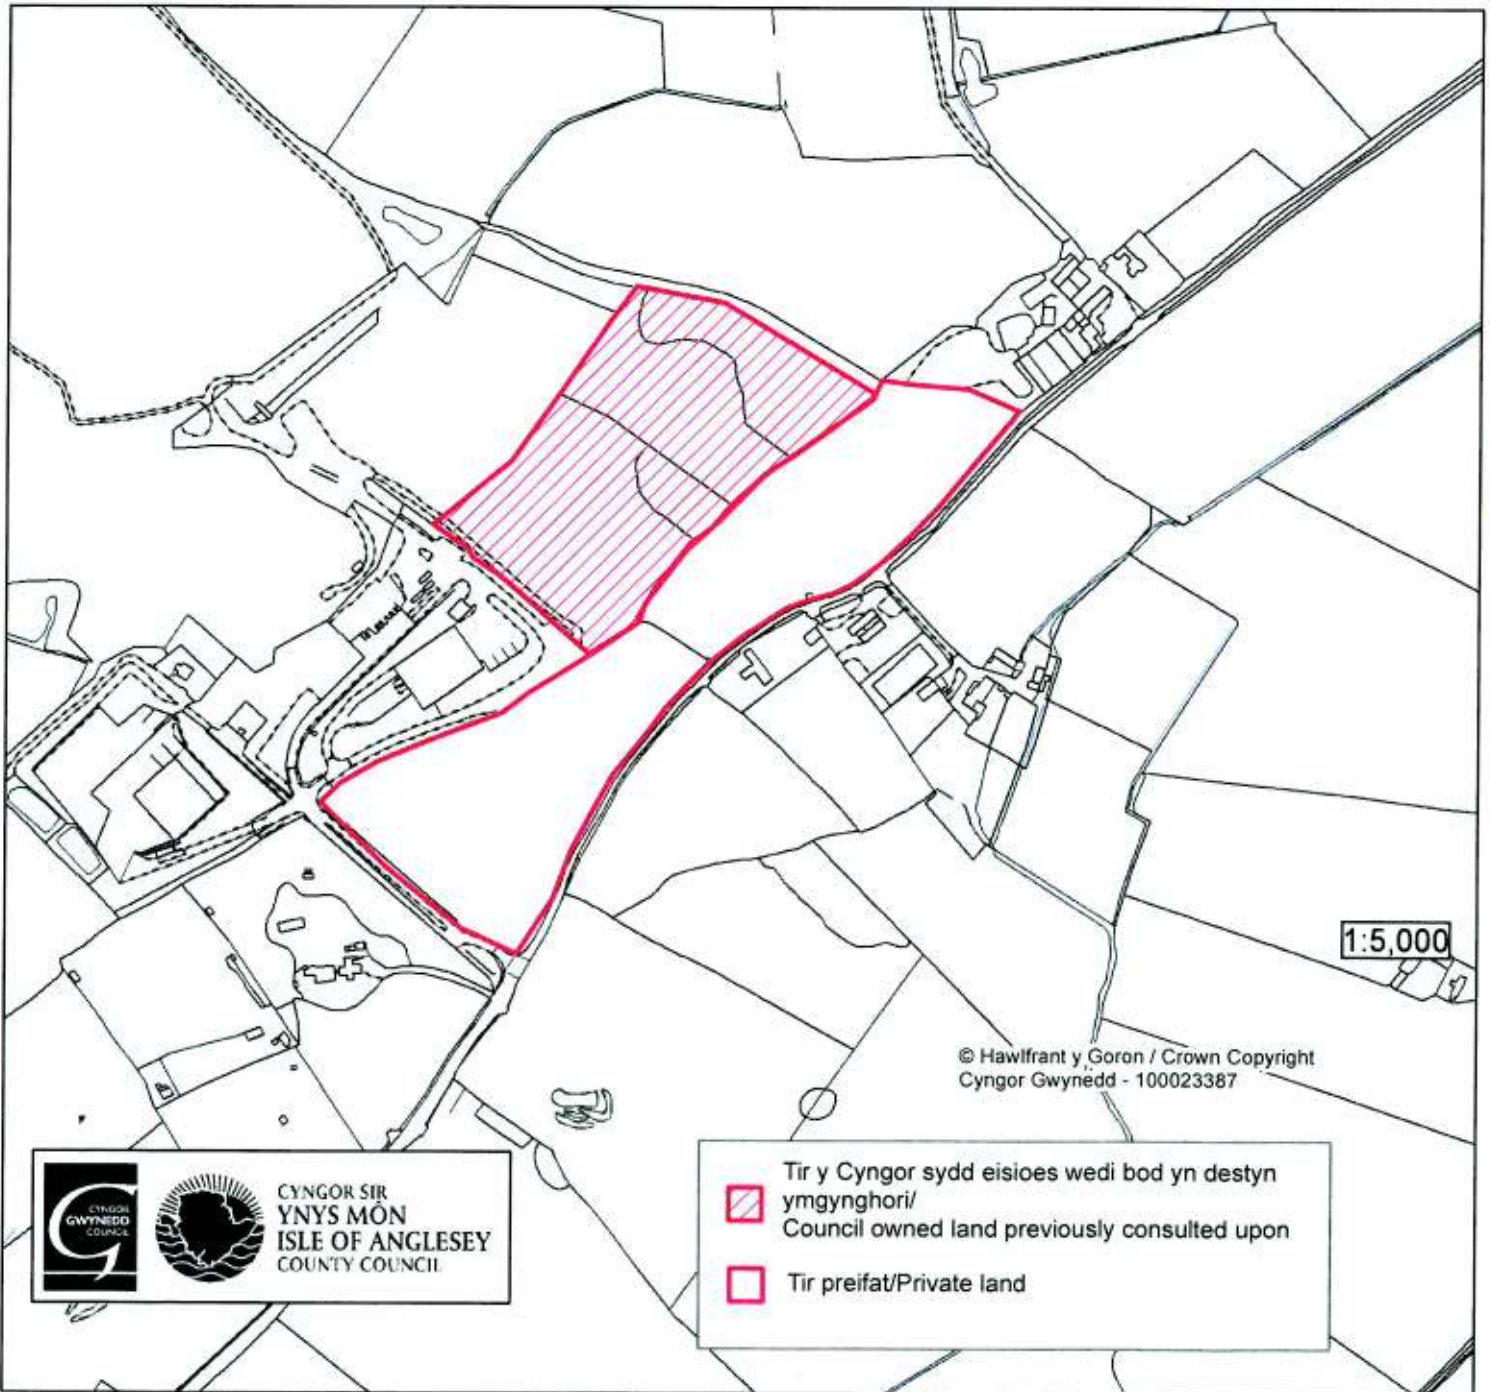 1:5,000
© Hawlfraint y Goron / Crown Copyright
Cyngor Gwynedd - 100023387
CYNGOR
GWYNEDD
COUNCIL
CYNGOR SIR
YNYS MÔN
ISLE OF ANGLESEY
COUNTY COUNCIL
Tir y Cyngor sydd eisioes wedi bod yn destyn
ymgynghori/
Council owned land previously consulted upon
Tir preifat/Private land